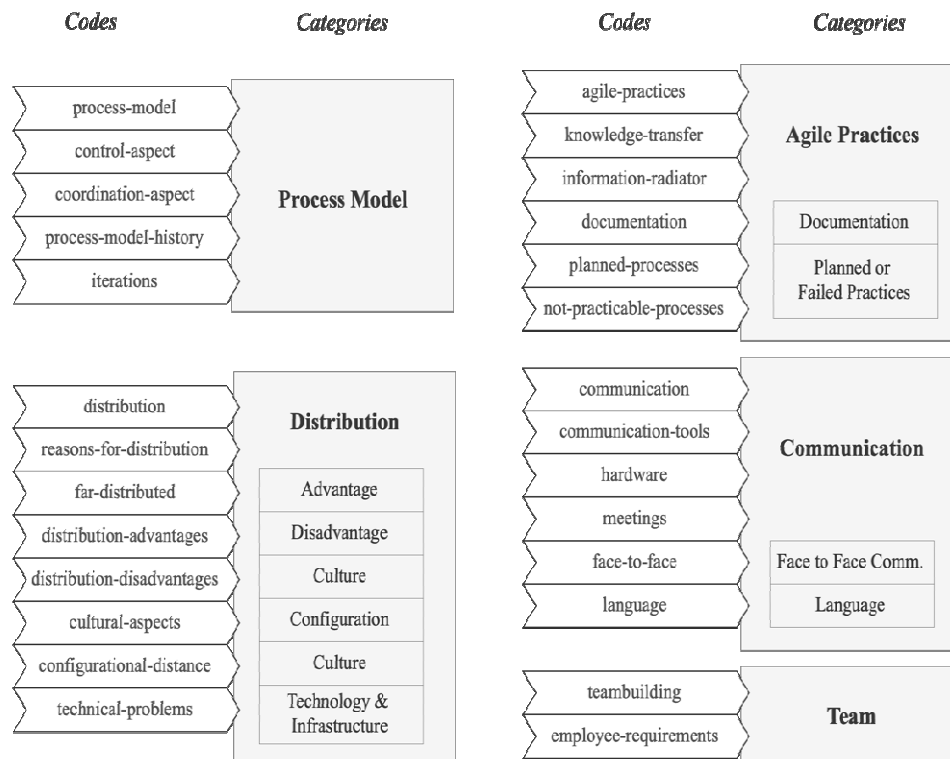 Codes
Categories
process-model
control-aspect
coordination-aspect
process-model-history
iterations
Process Model
distribution
reasons-for-distribution
far-distributed
distribution-advantages
distribution-disadvantages
cultural-aspects
configurational-distance
technical-problems
Distribution
Advantage
Disadvantage
Culture
Configuration
Culture
Technology &
Infrastructure
Codes
Categories
agile-practices
knowledge-transfer
information-radiator
documentation
planned-processes
not-practicable-processes
Agile Practices
Documentation
Planned or
Failed Practices
communication
communication-tools
hardware
meetings
face-to-face
language
Communication
Face to Face Comm.
Language
teambuilding
employee-requirements
Team